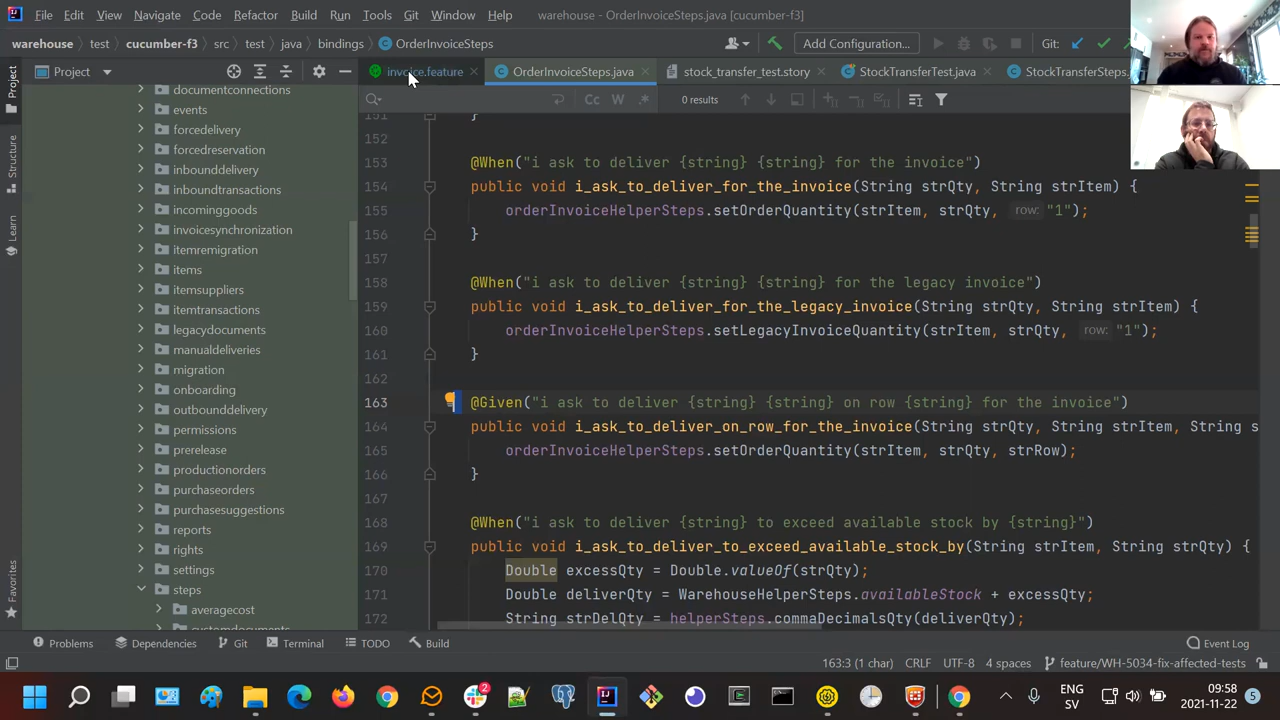 File Edit View Navigate Code Refactor Build Run Tools Git Window Help warehouse - OrderInvoiceSteps.java [cucumber-f3]
warehouse test cucumber-f3 src test java bindings OrderInvoiceSteps Add Configuration... Git:
Project invoice.feature OrderInvoiceSteps.java stock_transfer_test.story StockTransferTest.java StockTransferSteps.
Cc W .* 0 results
Project
Structure
Learn
Favorites
documentconnections
events
forcedelivery
forcedreservation
inbounddelivery
inboundtransactions
incominggoods
invoicesynchronization
itemremigration
items
itemsuppliers
itemtransactions
legacydocuments
manualdeliveries
migration
onboarding
outbounddelivery
permissions
prerelease
productionorders
purchaseorders
purchasesuggestions
reports
rights
settings
steps
averagecost
customdocuments
151 }
152
153 @When("i ask to deliver {string} {string} for the invoice")
154 public void i_ask_to_deliver_for_the_invoice(String strQty, String strItem) {
155 orderInvoiceHelperSteps.setOrderQuantity(strItem, strQty, row: "1");
156 }
157
158 @When("i ask to deliver {string} {string} for the legacy invoice")
159 public void i_ask_to_deliver_for_the_legacy_invoice(String strQty, String strItem) {
160 orderInvoiceHelperSteps.setLegacyInvoiceQuantity(strItem, strQty, row: "1");
161 }
162
163 @Given("i ask to deliver {string} {string} on row {string} for the invoice")
164 public void i_ask_to_deliver_on_row_for_the_invoice(String strQty, String strItem, String s
165 orderInvoiceHelperSteps.setOrderQuantity(strItem, strQty, strRow);
166 }
167
168 @When("i ask to deliver {string} to exceed available stock by {string}")
169 public void i_ask_to_deliver_to_exceed_available_stock_by(String strItem, String strQty) {
170 Double excessQty = Double.valueOf(strQty);
171 Double deliverQty = WarehouseHelperSteps.availableStock + excessQty;
172 String strDelQty = helperSteps.commaDecimalsQty(deliverQty);
Problems Dependencies Git Terminal TODO Build Event Log
163:3 (1 char) CRLF UTF-8 4 spaces feature/WH-5034-fix-affected-tests
2 ENG 09:58
SV 2021-11-22 5